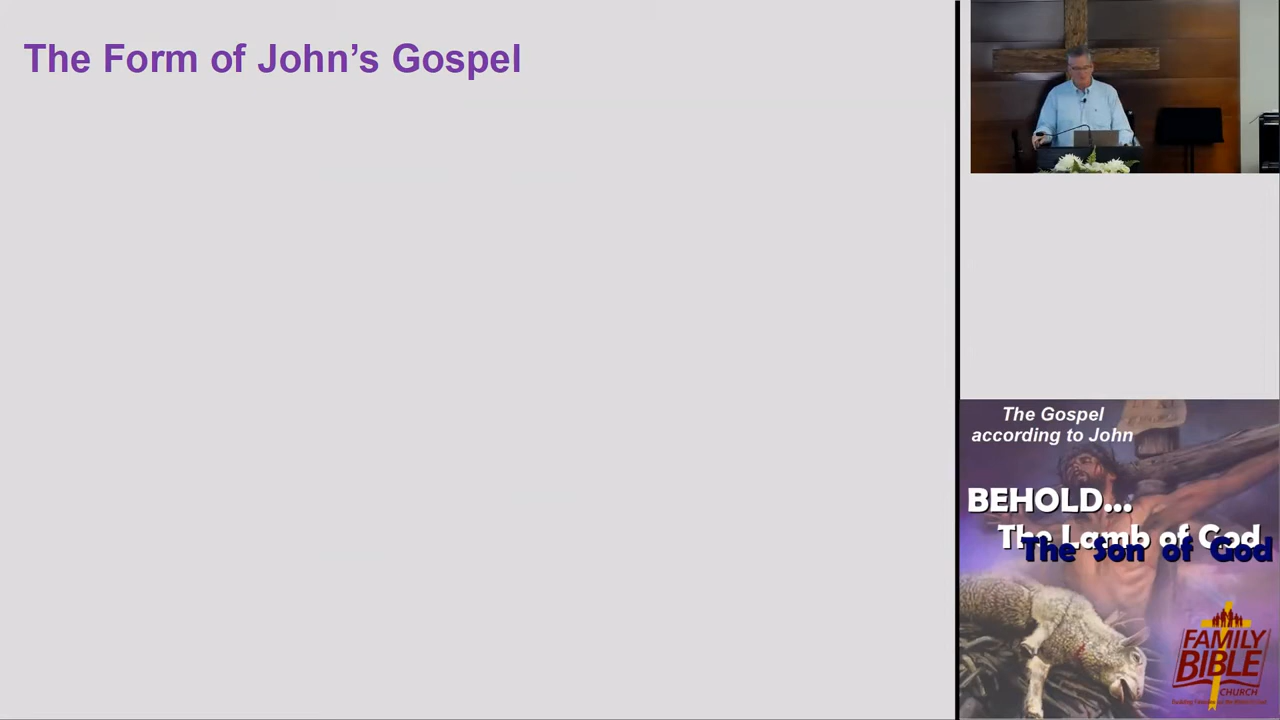 The Form of John’s Gospel
The Gospel
according to John
BEHOLD...
The Lamb of God
The Son of God
FAMILY
BIBLE
CHURCH